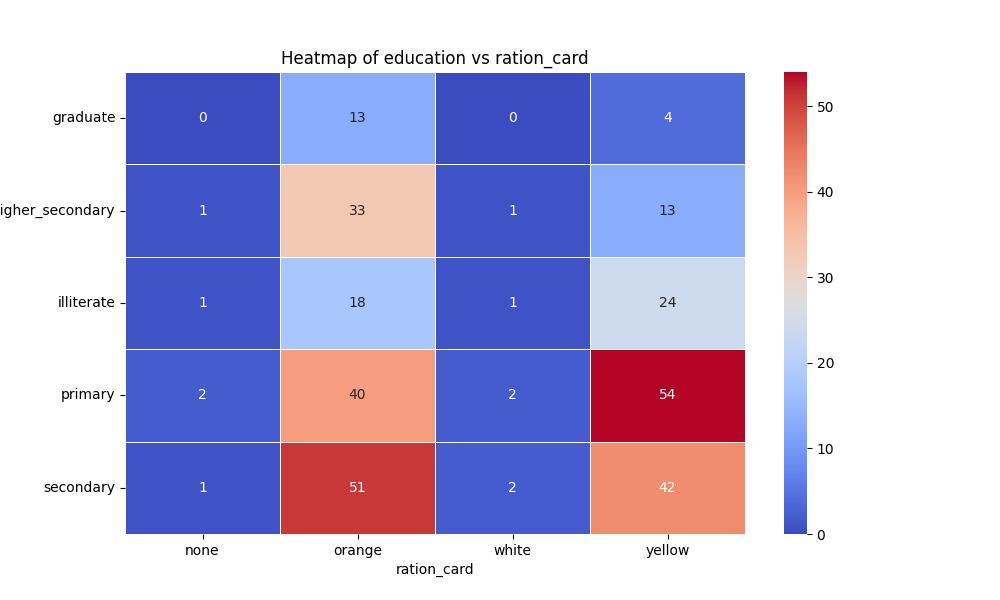 Heatmap of education vs ration_card
graduate 0 13 0 4
igher_secondary 1 33 1 13
illiterate 1 18 1 24
primary 2 40 2 54
secondary 1 51 2 42
none orange white yellow
ration_card
50
40
30
20
10
0